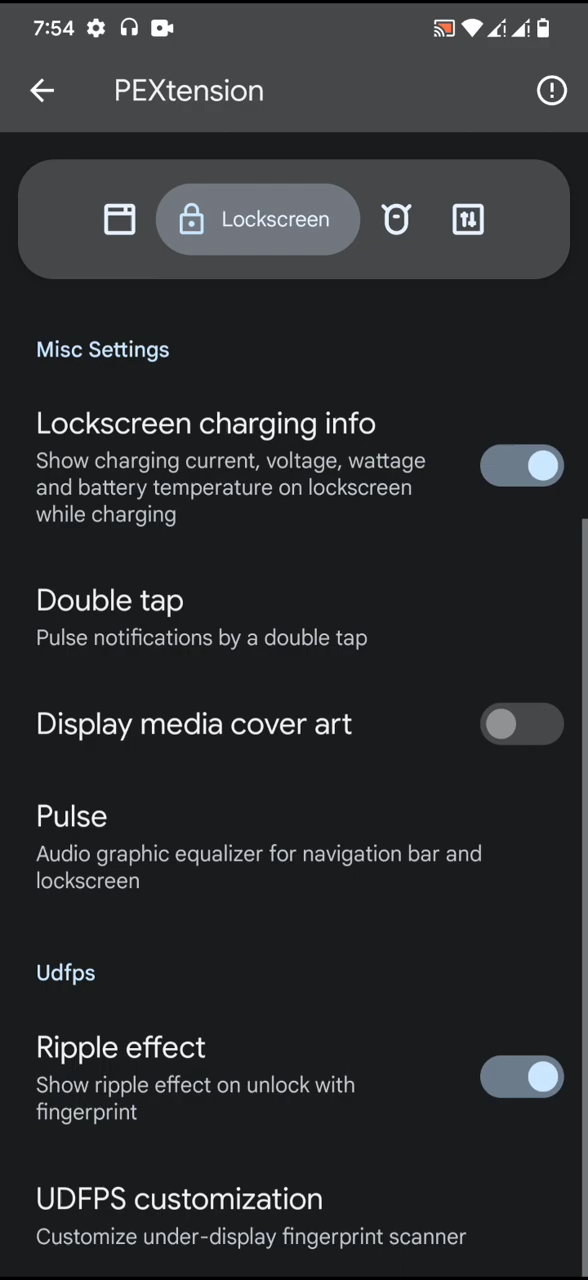 7:54
PEXtension
Lockscreen
Misc Settings
Lockscreen charging info
Show charging current, voltage, wattage
and battery temperature on lockscreen
while charging
Double tap
Pulse notifications by a double tap
Display media cover art
Pulse
Audio graphic equalizer for navigation bar and
lockscreen
Udfps
Ripple effect
Show ripple effect on unlock with
fingerprint
UDFPS customization
Customize under-display fingerprint scanner